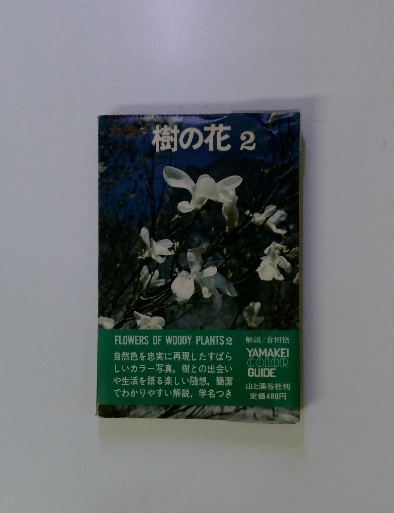 カラー
樹の花 2
FLOWERS OF WOODY PLANTS 2
自然色を忠実に再現したすばら
しいカラー写真，樹との出会い
や生活を語る楽しい随想，簡潔
でわかりやすい解説，学名つき
解説/倉田悟
YAMAKEI
COLOR
GUIDE
山と溪谷社刊
定価480円